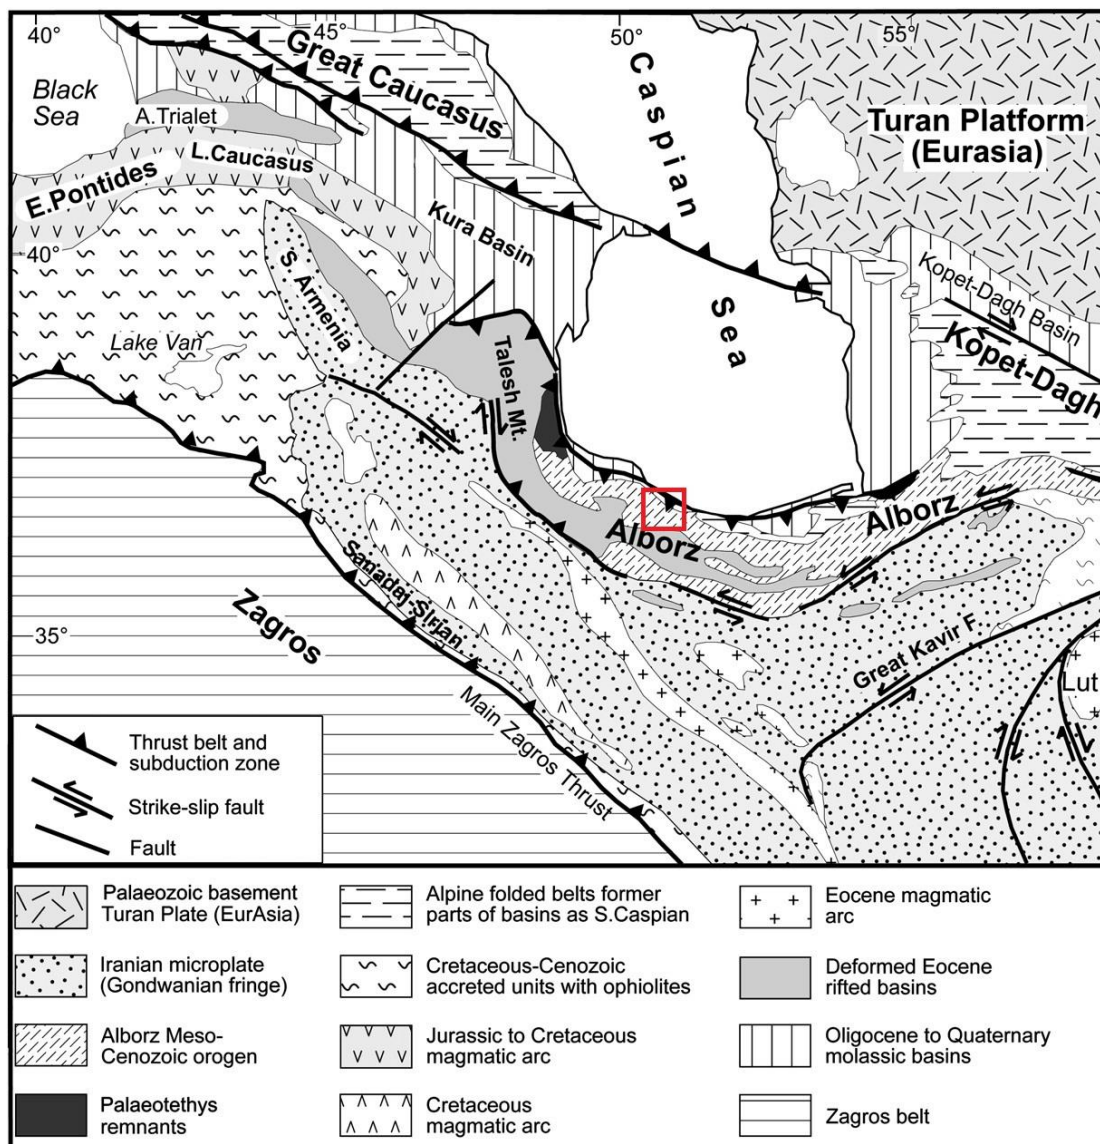 40°
45°
50°
55°
Black
Sea
Great Caucasus
Caspian
Sea
Turan Platform
(Eurasia)
A.Trialet
L.Caucasus
E.Pontides
Kura Basin
40°
S. Armenia
Lake Van
Talesh Mt.
Kopet-Dagh Basin
Kopet-Dagh
Alborz
Alborz
Sanadaj-Sirjan
Zagros
35°
Main Zagros Thrust
Great Kavir F
Lut
Thrust belt and
subduction zone
Strike-slip fault
Fault
Palaeozoic basement
Turan Plate (EurAsia)
Iranian microplate
(Gondwanian fringe)
Alborz Meso-
Cenozoic orogen
Palaeotethys
remnants
Alpine folded belts former
parts of basins as S.Caspian
Cretaceous-Cenozoic
accreted units with ophiolites
Jurassic to Cretaceous
magmatic arc
Cretaceous
magmatic arc
Eocene magmatic
arc
Deformed Eocene
rifted basins
Oligocene to Quaternary
molassic basins
Zagros belt